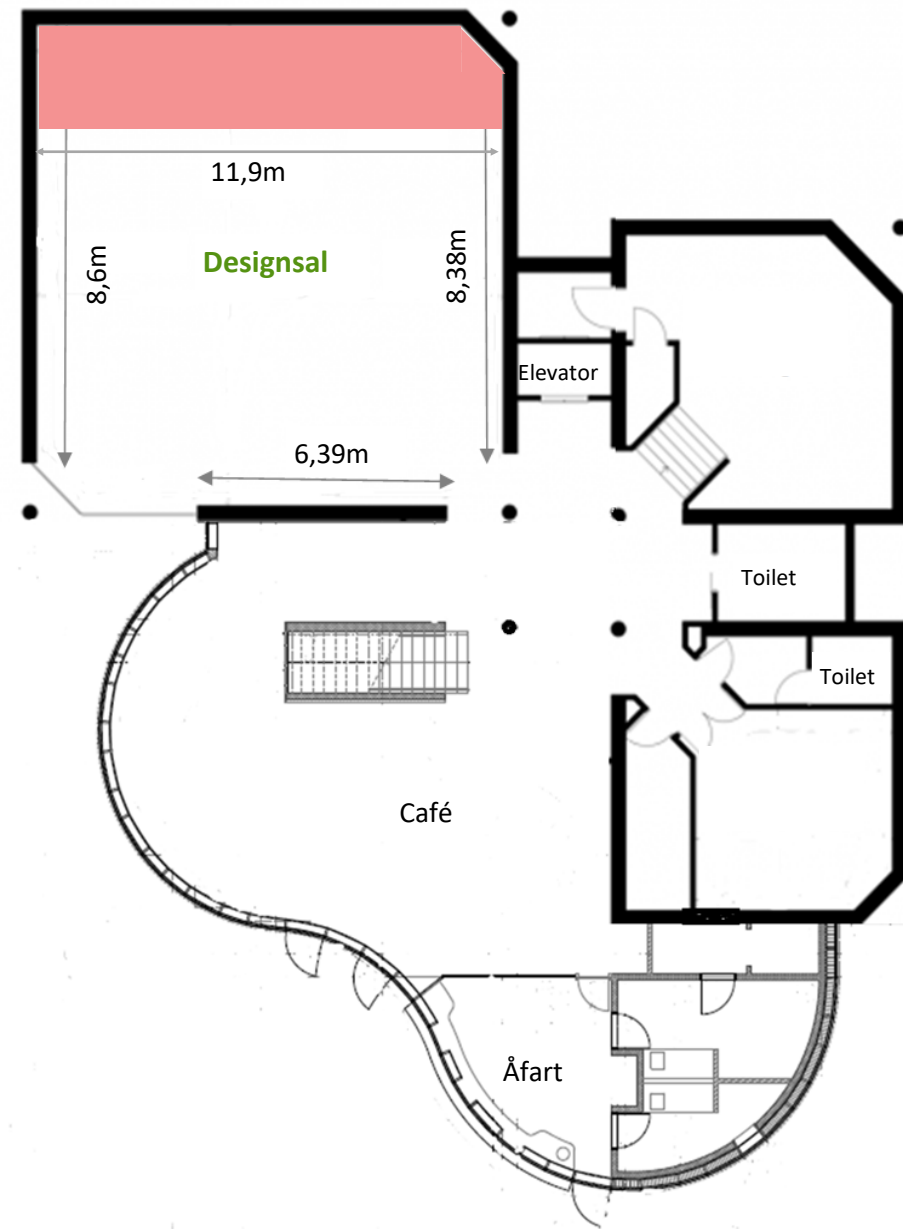 11,9m
8,6m
Designsal
8,38m
Elevator
6,39m
Toilet
Toilet
Café
Åfart